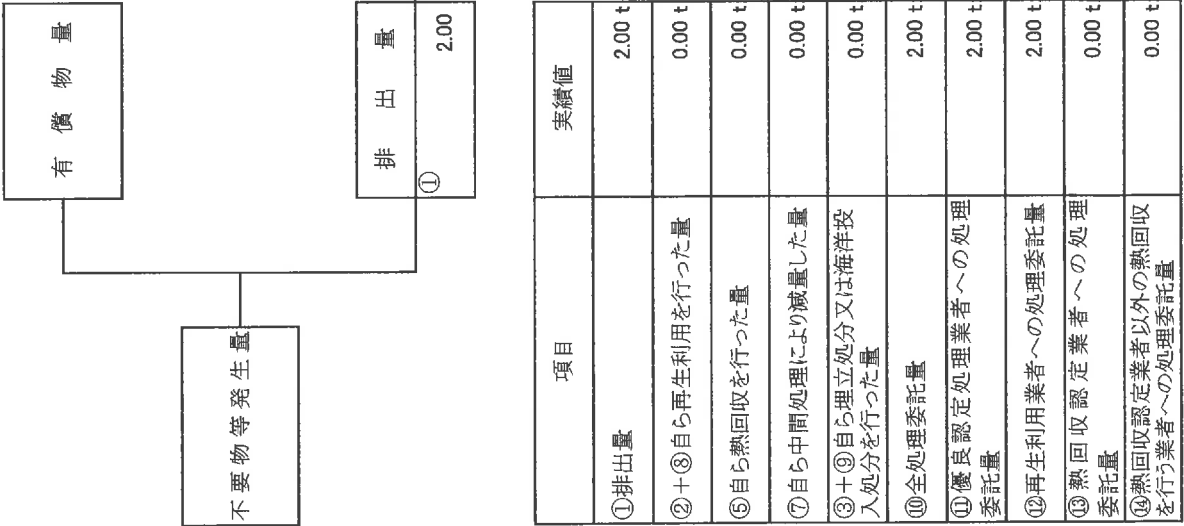 有償物量
排出量
① 2.00
不要物等発生量
項目 実績値
①排出量 2.00 t
②+⑧自ら再生利用を行った量 0.00 t
⑤自ら熱回収を行った量 0.00 t
⑦自ら中間処理により減量した量 0.00 t
③+⑨自ら埋立処分又は海洋投 0.00 t
入処分を行った量
⑩全処理委託量 2.00 t
⑪優良認定処理業者への処理 2.00 t
委託量
⑫再生利用業者への処理委託量 2.00 t
⑬熱回収認定業者への処理 0.00 t
委託量
⑭熱回収認定業者以外の熱回収 0.00 t
を行う業者への処理委託量